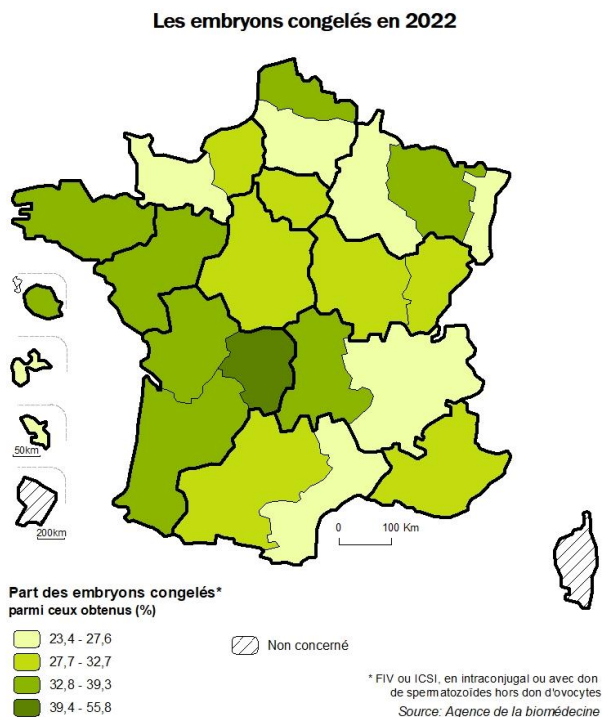 Les embryons congelés en 2022
50km
200km
0 100 Km
Part des embryons congelés*
parmi ceux obtenus (%)
23,4 - 27,6
27,7 - 32,7
32,8 - 39,3
39,4 - 55,8
Non concerné
* FIV ou ICSI, en intraconjugal ou avec don
de spermatozoïdes hors don d'ovocytes
Source: Agence de la biomédecine